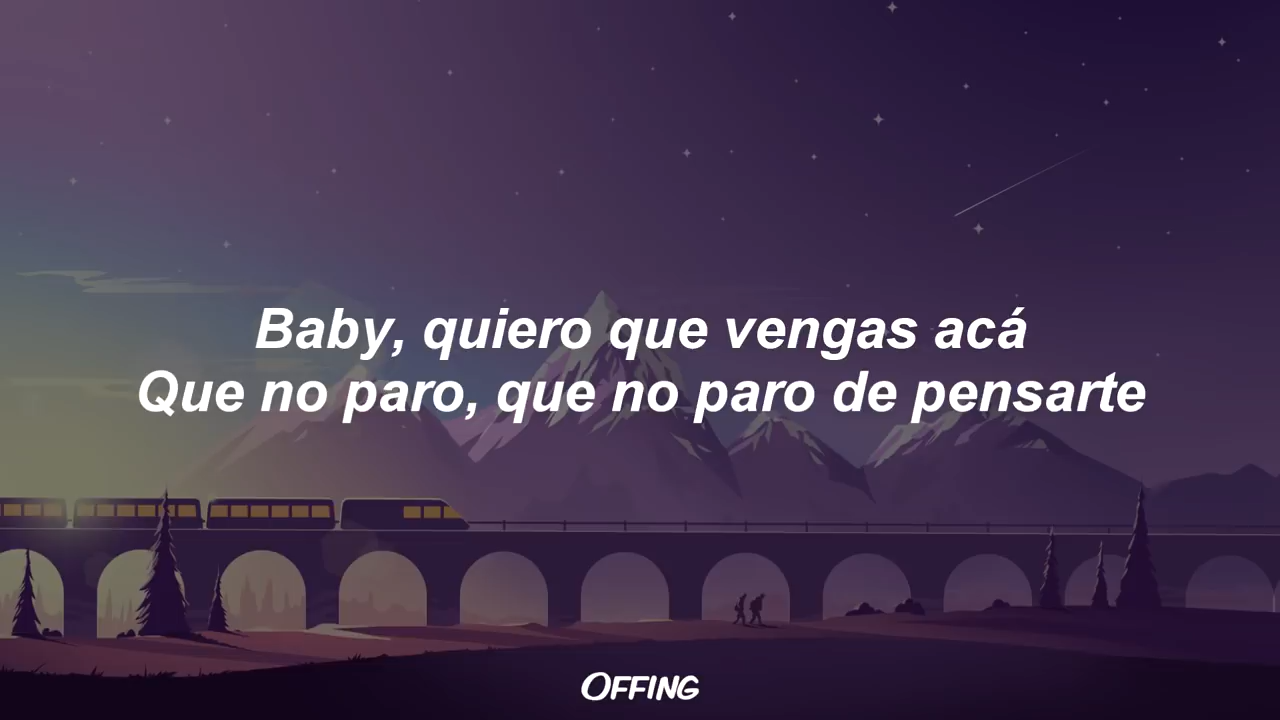 Baby, quiero que vengas acá
Que no paro, que no paro de pensarte
OFFING